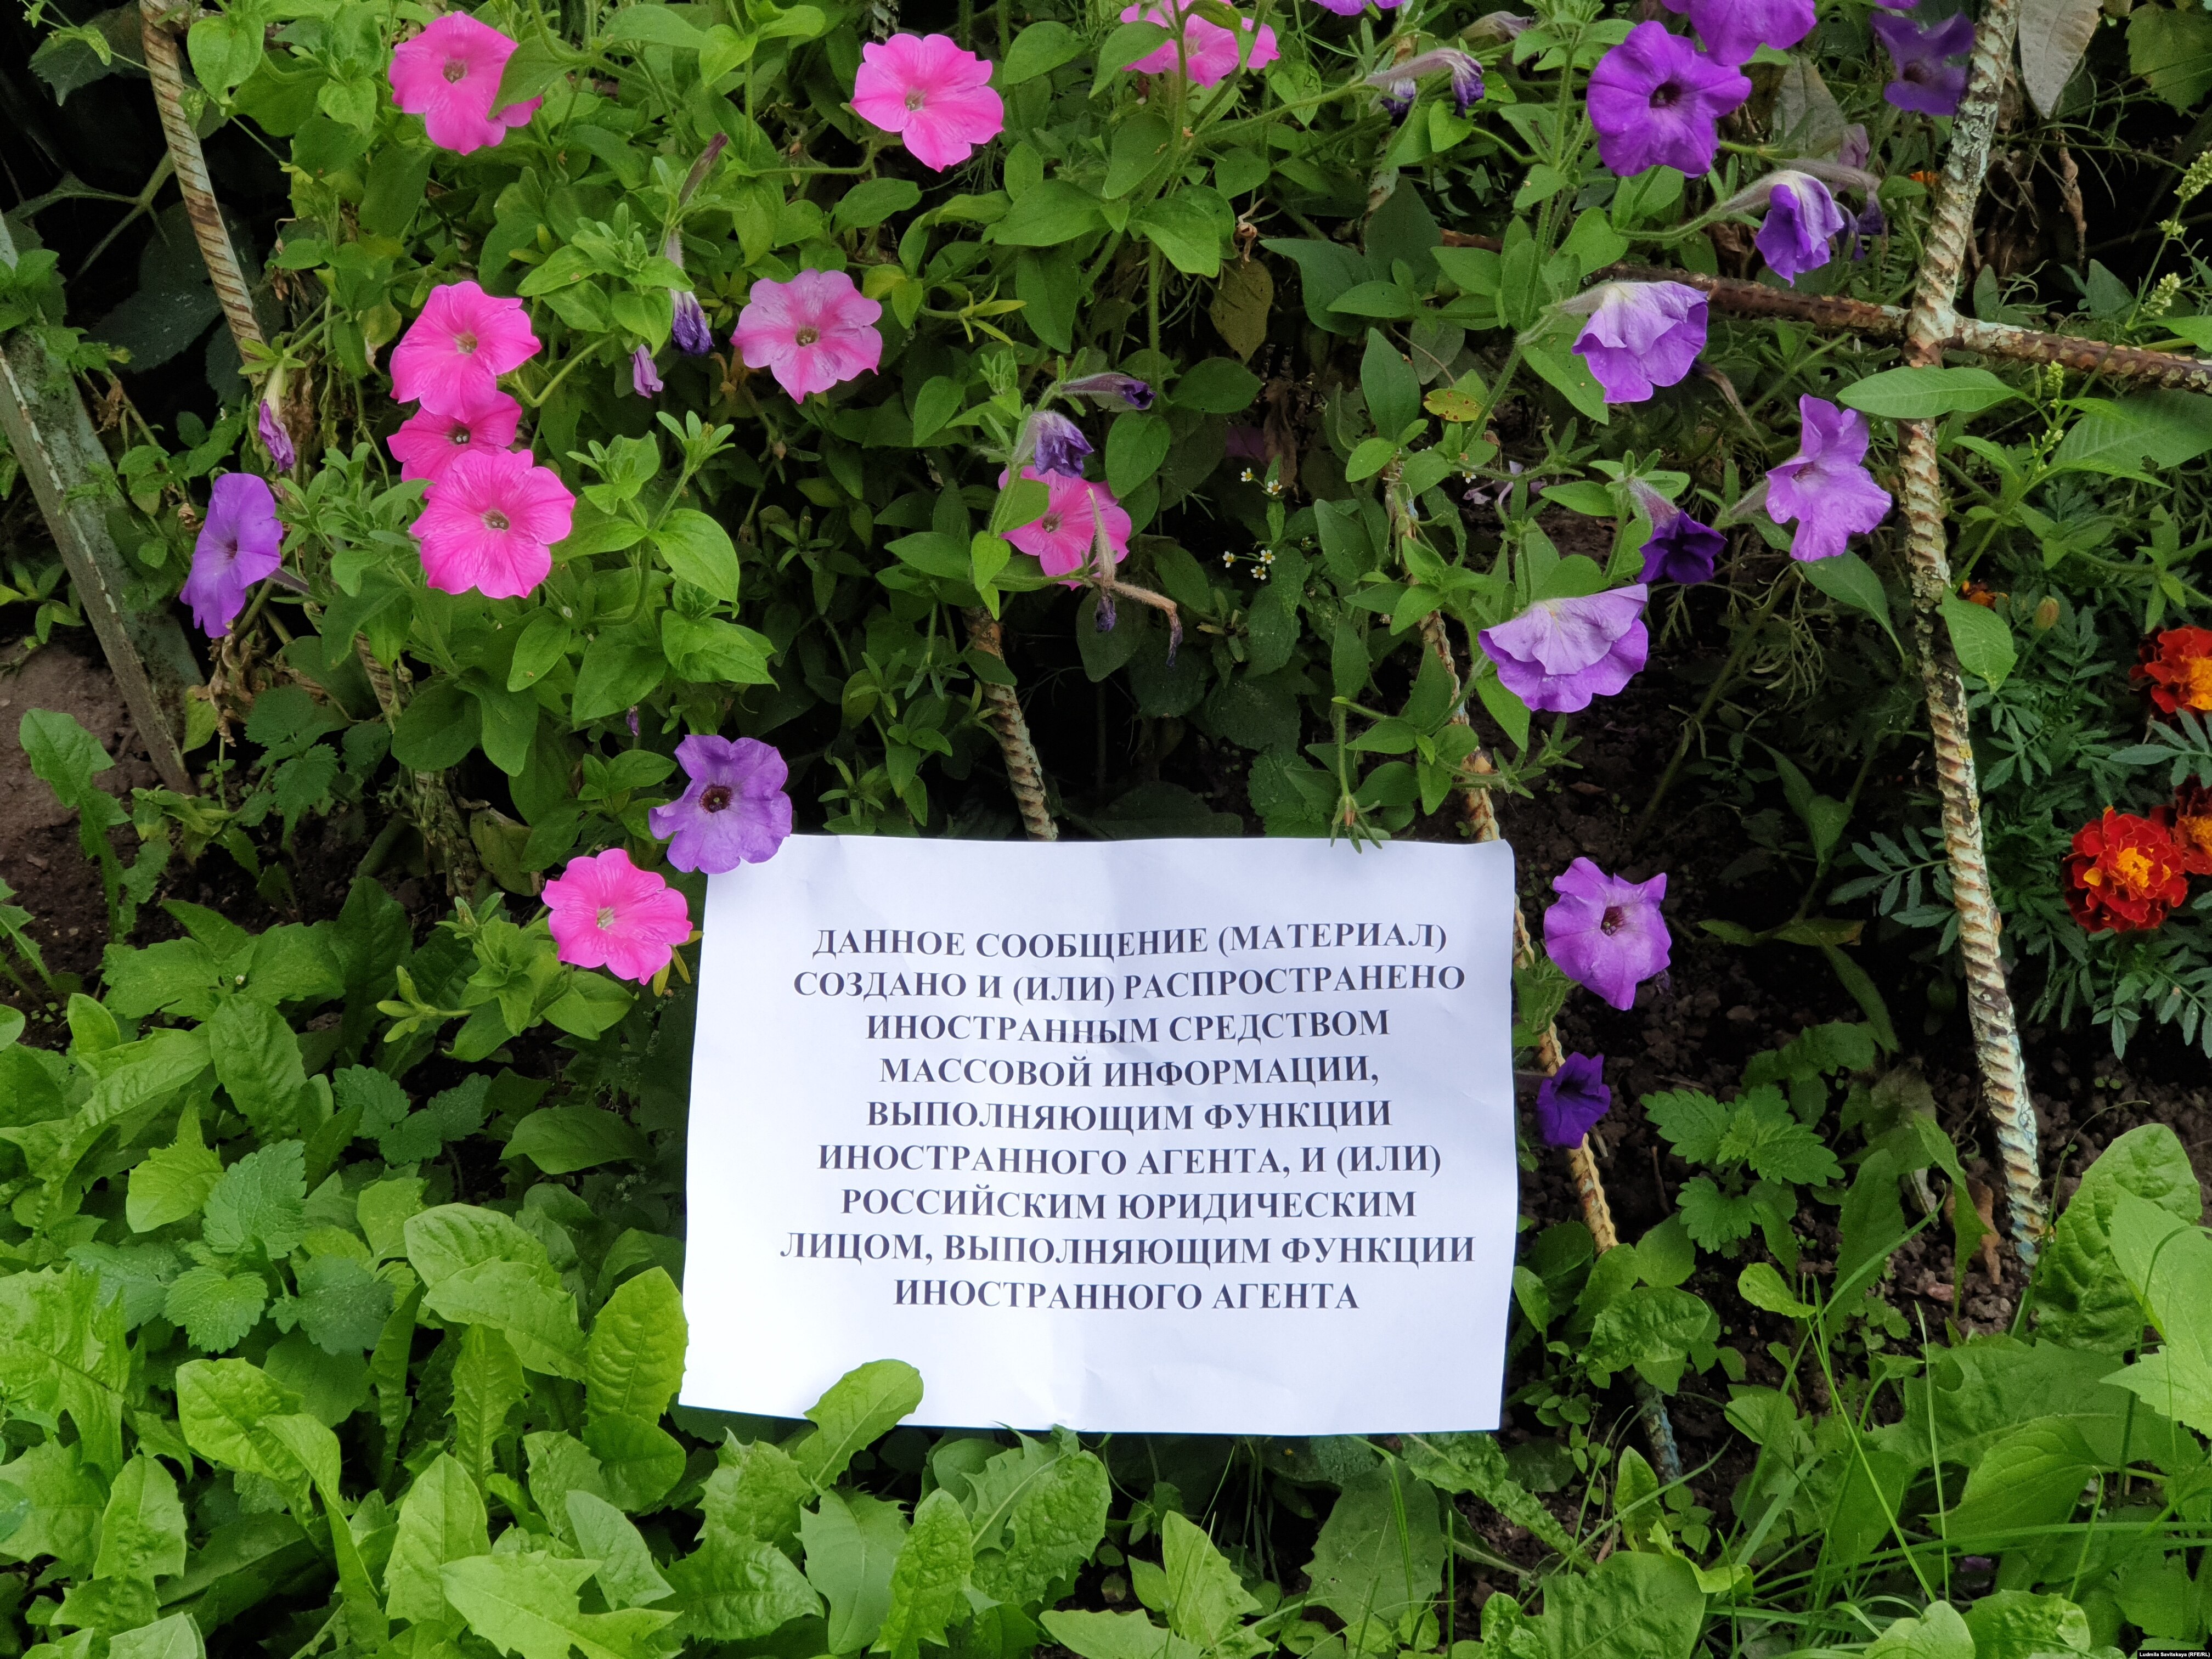 ДАННОЕ СООБЩЕНИЕ (МАТЕРИАЛ)
СОЗДАНО И (ИЛИ) РАСПРОСТРАНЕНО
ИНОСТРАННЫМ СРЕДСТВОМ
МАССОВОЙ ИНФОРМАЦИИ,
ВЫПОЛНЯЮЩИМ ФУНКЦИИ
ИНОСТРАННОГО АГЕНТА, И (ИЛИ)
РОССИЙСКИМ ЮРИДИЧЕСКИМ
ЛИЦОМ, ВЫПОЛНЯЮЩИМ ФУНКЦИИ
ИНОСТРАННОГО АГЕНТА
Ludmila Savitskaya (RFE/RL)